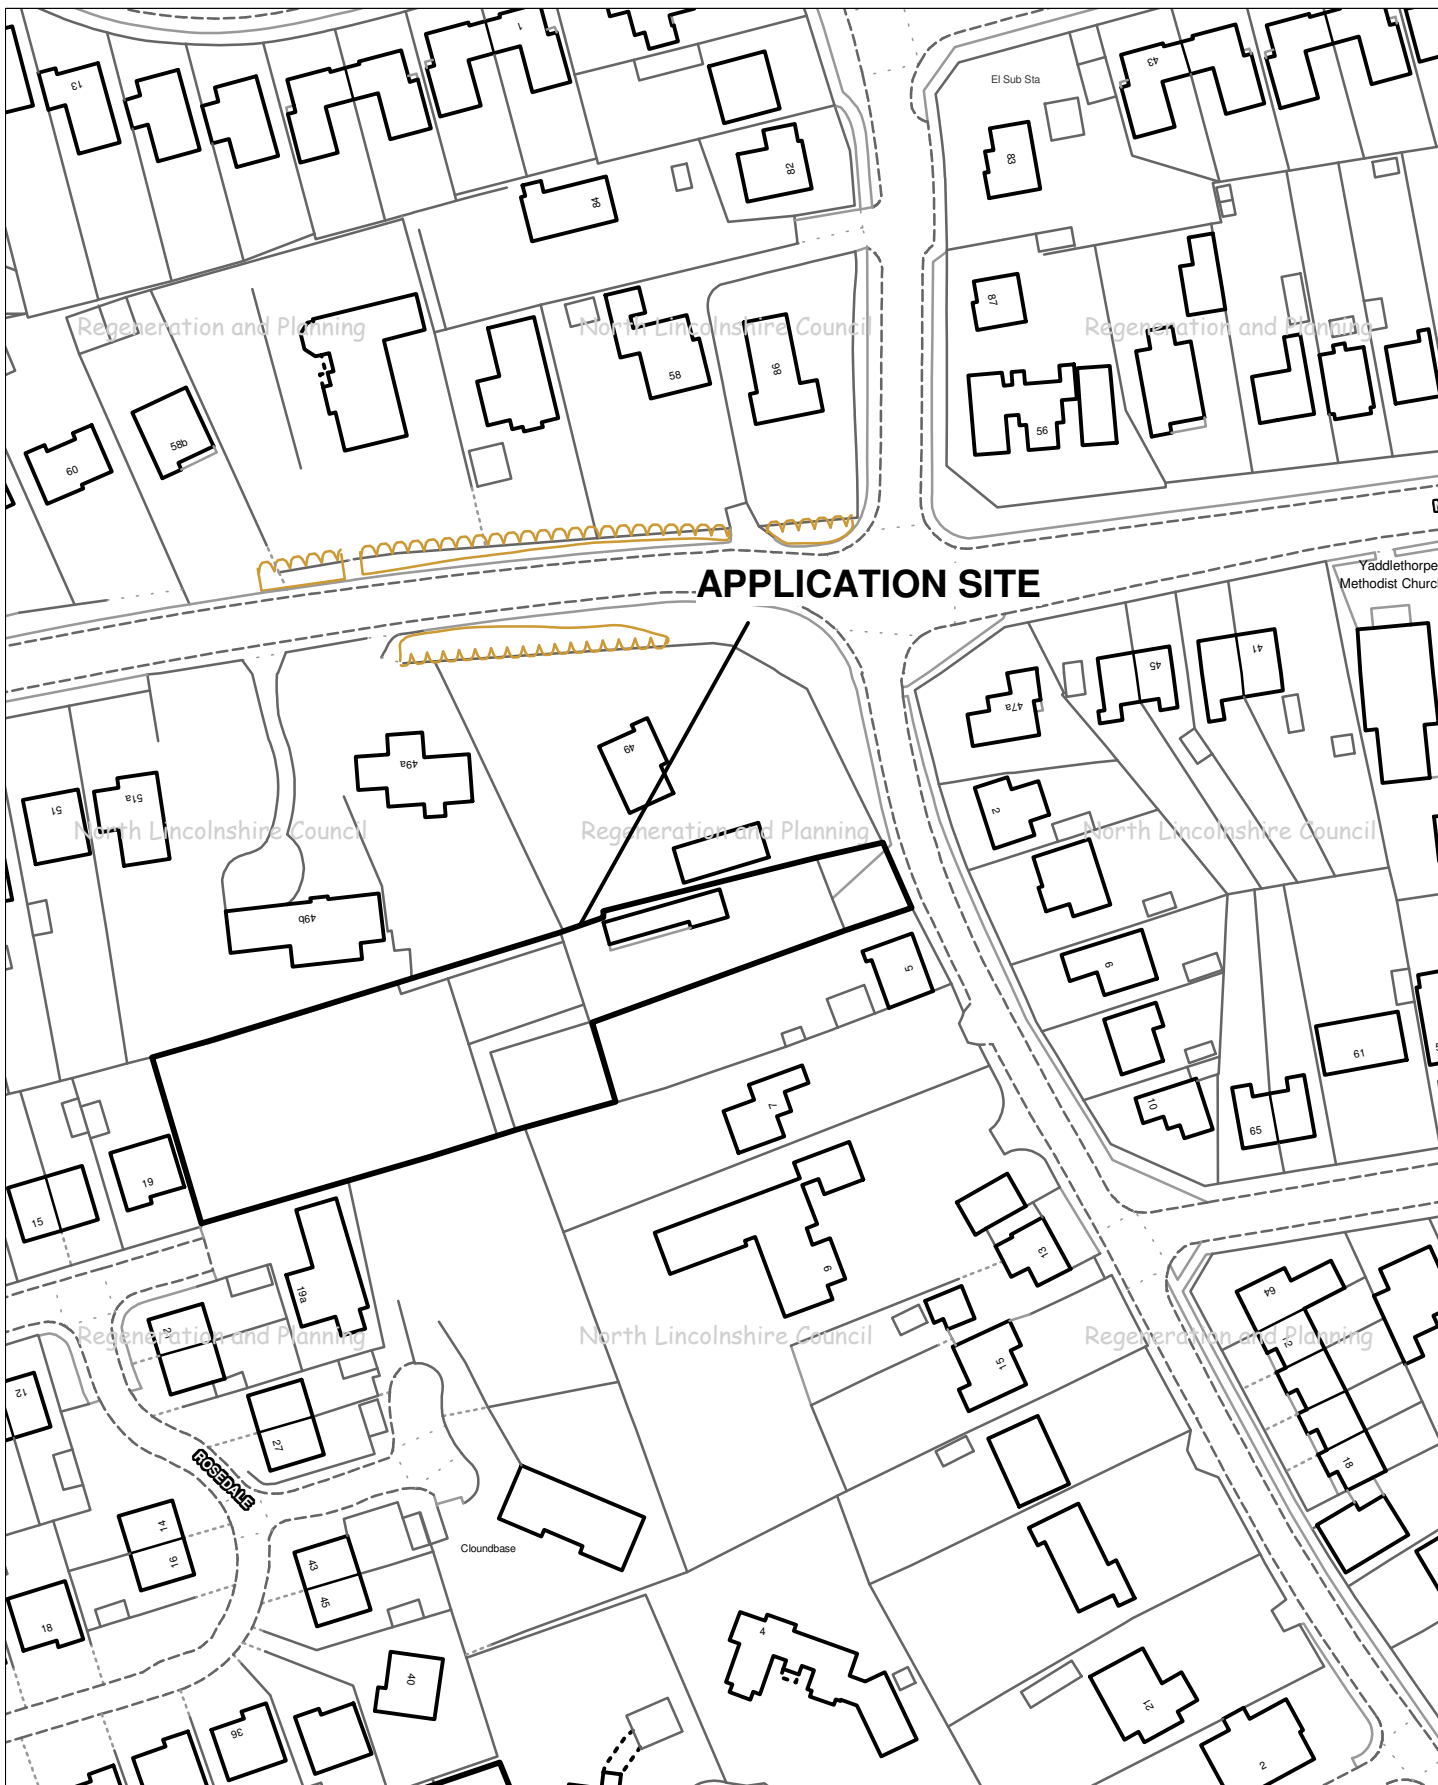 1
13
43
El Sub Sta
82
83
84
87
Regeneration and Planning
North Lincolnshire Council
Regeneration and Planning
58
86
56
58b
60
Yaddlethorpe
Methodist Churc
APPLICATION SITE
47a
45
41
49
49a
51
51a
2
North Lincolnshire Council
Regeneration and Planning
North Lincolnshire Council
49b
5
6
61
7
10
65
19
15
9
13
19a
64
Regeneration and Planning
North Lincolnshire Council
Regeneration and Planning
12
15
12
27
18
ROSEDALE
14
16
Cloundbase
43
45
18
4
40
21
36
2